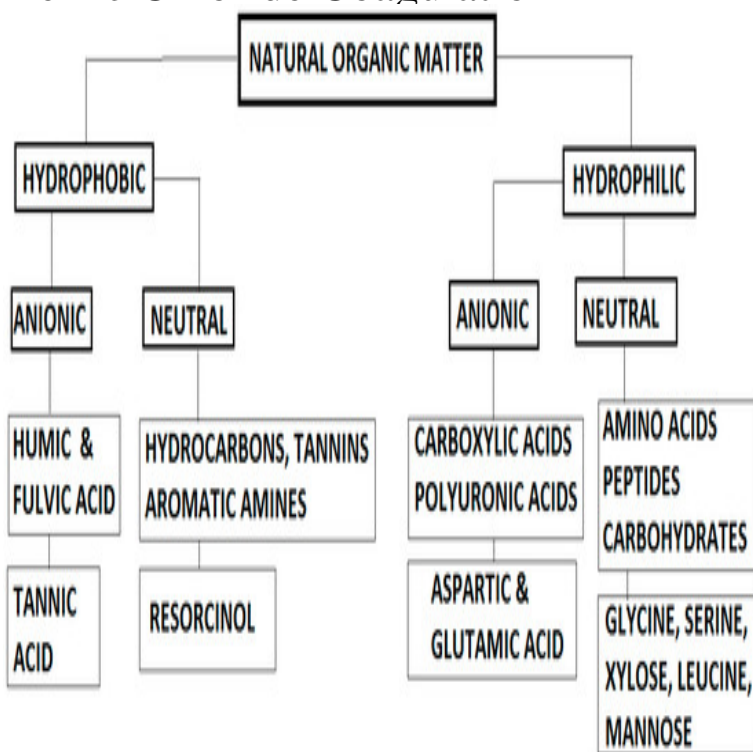 NATURAL ORGANIC MATTER
HYDROPHOBIC
HYDROPHILIC
ANIONIC
NEUTRAL
ANIONIC
NEUTRAL
HUMIC &
FULVIC ACID
HYDROCARBONS, TANNINS
AROMATIC AMINES
CARBOXYLIC ACIDS
POLYURONIC ACIDS
AMINO ACIDS
PEPTIDES
CARBOHYDRATES
TANNIC
ACID
RESORCINOL
ASPARTIC &
GLUTAMIC ACID
GLYCINE, SERINE,
XYLOSE, LEUCINE,
MANNOSE